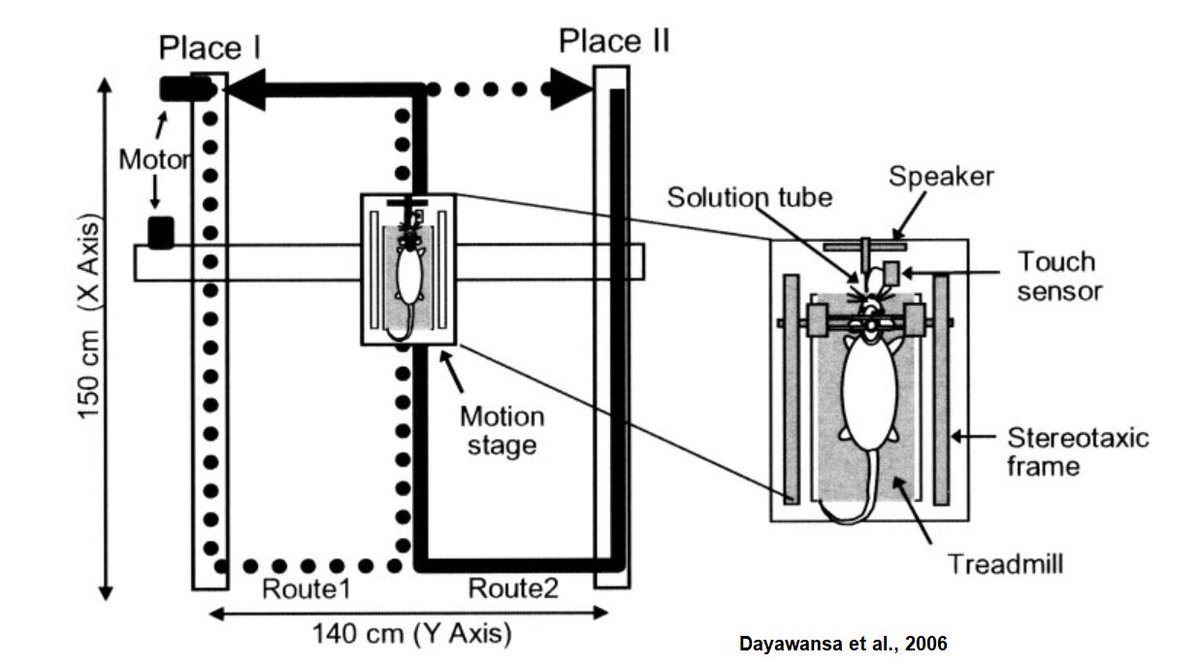 Place I
Place II
Motor
150 cm (X Axis)
Motion
stage
Route1
Route2
140 cm (Y Axis)
Solution tube
Speaker
Touch
sensor
Stereotaxic
frame
Treadmill
Dayawansa et al., 2006